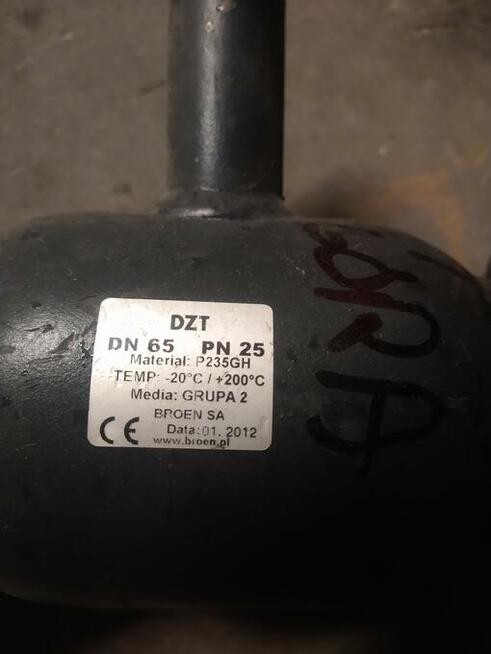 DZT
DN 65 PN 25
Material: P235GH
TEMP: -20°C / +200°C
Media: GRUPA 2
BROEN SA
CE Data:01. 2012
www.broen.pl
GÓRA